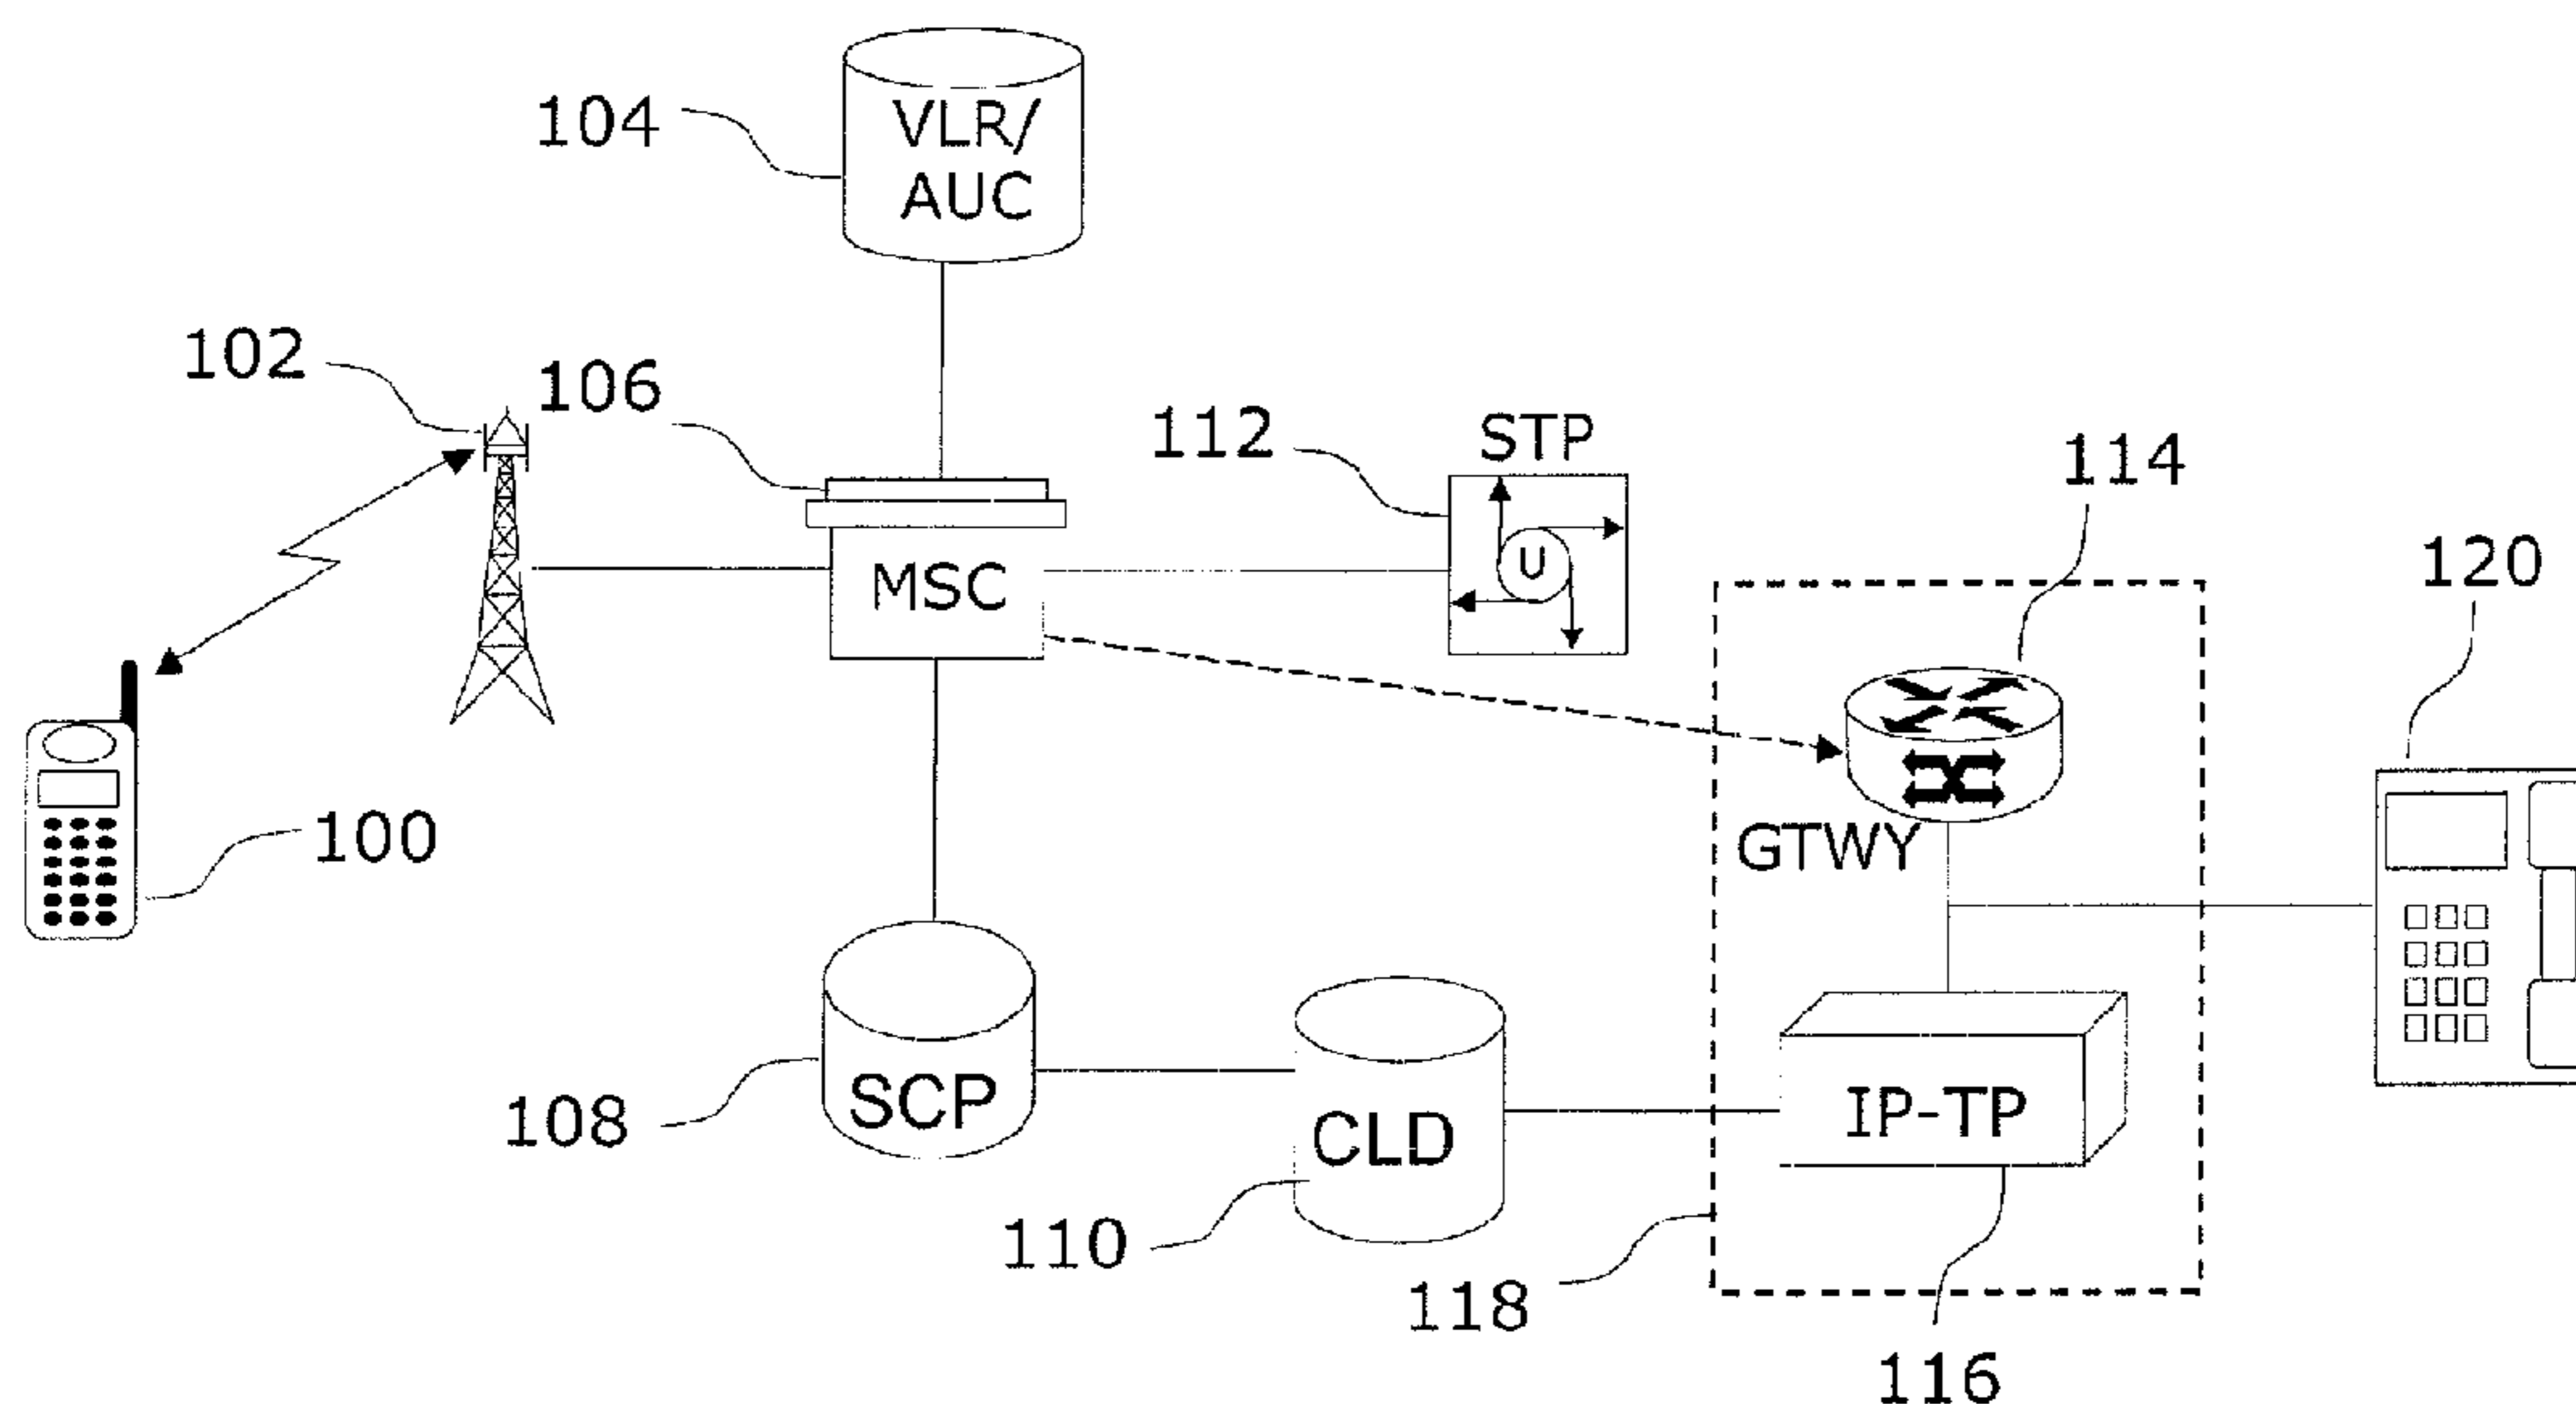 104
VLR/
AUC
102
106
112
STP
114
U
120
MSC
100
GTWY
108
SCP
CLD
IP-TP
110
118
116